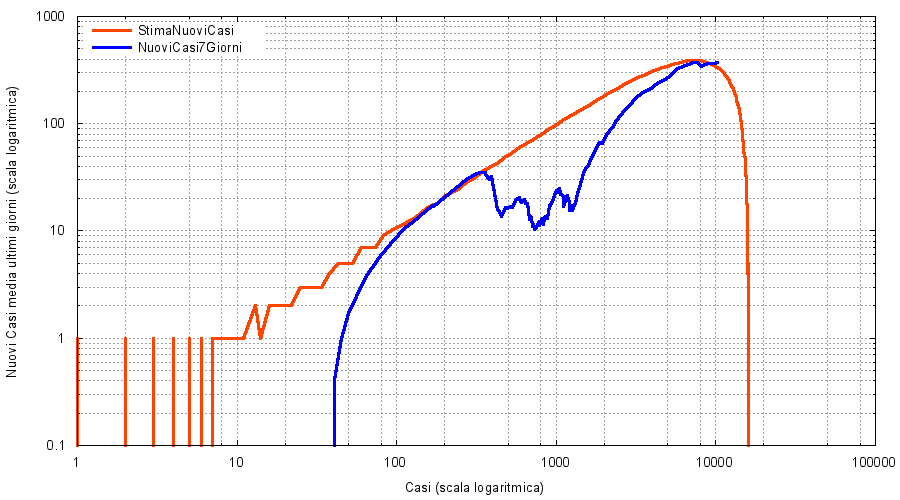 1000
100
10
1
0.1
StimaNuoviCasi
NuoviCasi7Giorni
Nuovi Casi media ultimi giorni (scala logaritmica)
1 10 100 1000 10000 100000
Casi (scala logaritmica)